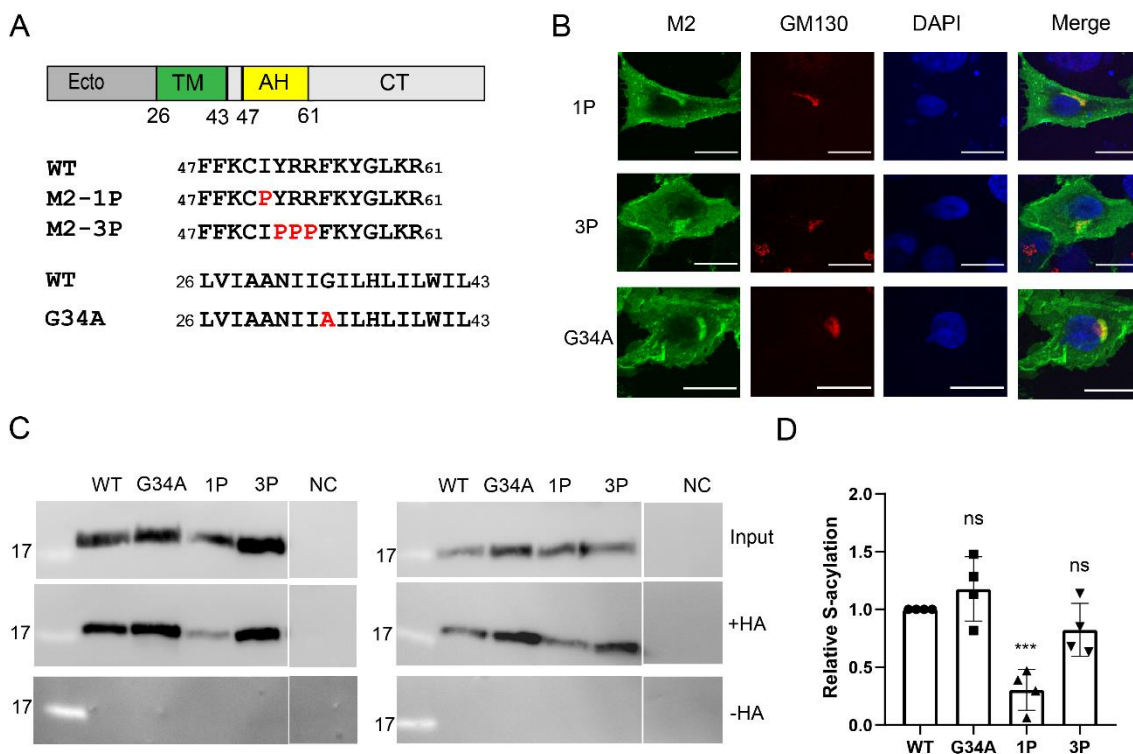 A
Ecto TM AH CT
26 43 47 61
WT 47FFKCIYRRFKYGLKR61
M2-1P 47FFKCPYRRFKYGLKR61
M2-3P 47FFKCIPPPFKYGLKR61
WT 26 LVIAANIIGILHLILWIL43
G34A 26 LVIAANIIAILHLILWIL43
B
M2 GM130 DAPI Merge
1P
3P
G34A
C
WT G34A 1P 3P NC WT G34A 1P 3P NC
17 17 Input
17 17 +HA
17 17 -HA
D
Relative S-acylation
2.0
1.5
1.0
0.5
0.0
ns
***
ns
WT G34A 1P 3P